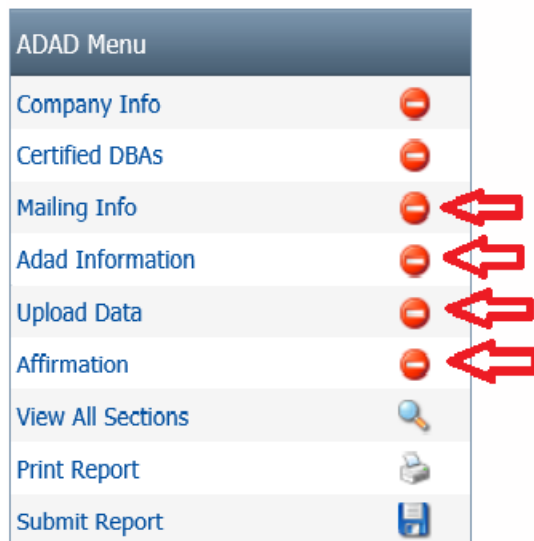 ADAD Menu
Company Info
Certified DBAs
Mailing Info
Adad Information
Upload Data
Affirmation
View All Sections
Print Report
Submit Report